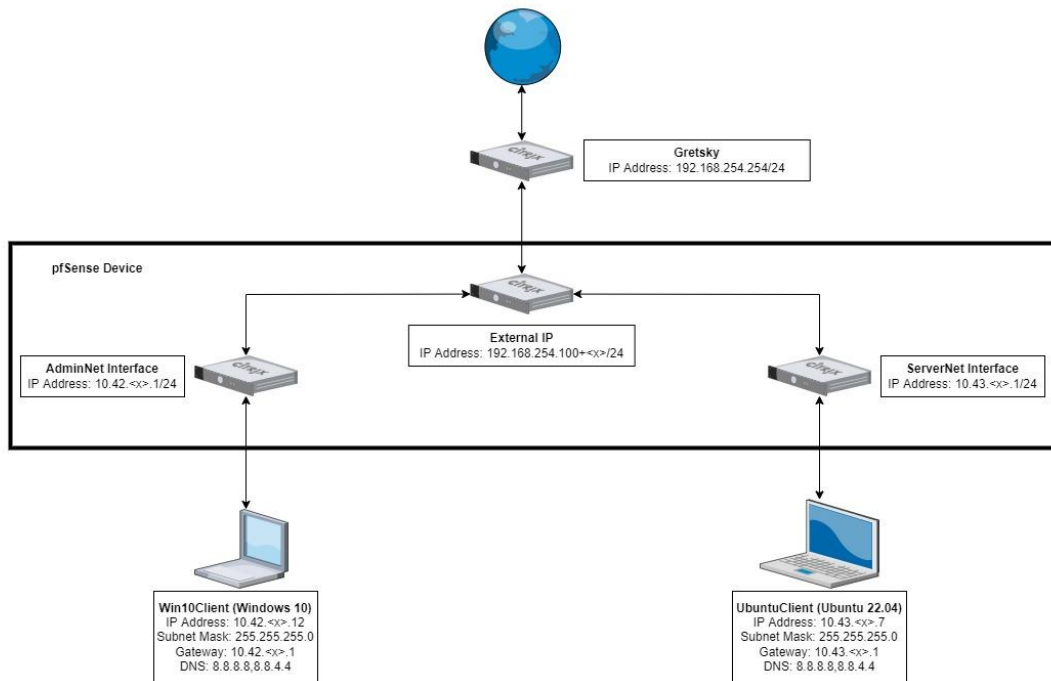 citrix
Gretsky
IP Address: 192.168.254.254/24
pfSense Device
citrix
External IP
IP Address: 192.168.254.100+<x>/24
AdminNet Interface
IP Address: 10.42.<x>.1/24
citrix
citrix
ServerNet Interface
IP Address: 10.43.<x>.1/24
Win10Client (Windows 10)
IP Address: 10.42.<x>.12
Subnet Mask: 255.255.255.0
Gateway: 10.42.<x>.1
DNS: 8.8.8.8,8.8.4.4
UbuntuClient (Ubuntu 22.04)
IP Address: 10.43.<x>.7
Subnet Mask: 255.255.255.0
Gateway: 10.43.<x>.1
DNS: 8.8.8.8,8.8.4.4